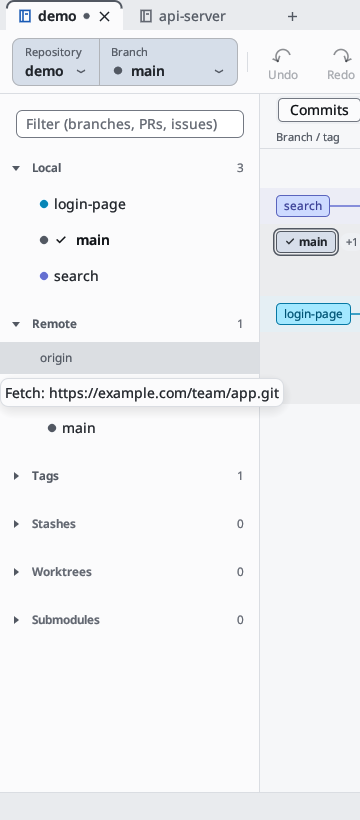 demo
api-server
Repository
demo
Branch
main
Undo
Redo
Filter (branches, PRs, issues)
Commits
Branch / tag
Local 3
login-page
main
search
Remote 1
origin
Fetch: https://example.com/team/app.git
main
Tags 1
Stashes 0
Worktrees 0
Submodules 0
search
main +1
login-page